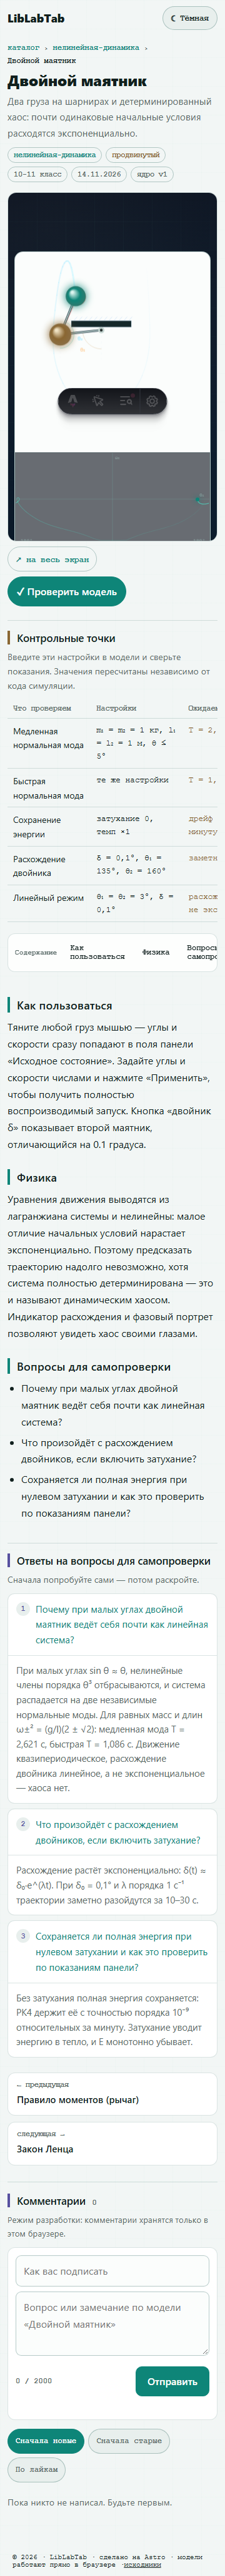 LibLabTab
☾ Тёмная
каталог › нелинейная-динамика ›
Двойной маятник
Двойной маятник
Два груза на шарнирах и детерминированный
хаос: почти одинаковые начальные условия
расходятся экспоненциально.
нелинейная-динамика
продвинутый
10–11 класс
14.11.2026
ядро v1
↗ на весь экран
✓ Проверить модель
Контрольные точки
Введите эти настройки в модели и сверьте
показания. Значения пересчитаны независимо от
кода симуляции.
Что проверяем Настройки Ожидаем
Медленная нормальная мода
m₁ = m₂ = 1 кг, l₁ = l₂ = 1 м, θ ≤ 5°
T = 2,
Быстрая нормальная мода
те же настройки
T = 1,
Сохранение энергии
затухание 0, темп ×1
дрейф минуту
Расхождение двойника
δ = 0,1°, θ₁ = 135°, θ₂ = 160°
заметн
Линейный режим
θ₁ = θ₂ = 3°, δ = 0,1°
расхож не экс
Содержание
Как пользоваться
Физика
Вопросы самопро
Как пользоваться
Тяните любой груз мышью — углы и
скорости сразу попадают в поля панели
«Исходное состояние». Задайте углы и
скорости числами и нажмите «Применить»,
чтобы получить полностью
воспроизводимый запуск. Кнопка «двойник
δ» показывает второй маятник,
отличающийся на 0.1 градуса.
Физика
Уравнения движения выводятся из
лагранжиана системы и нелинейны: малое
отличие начальных условий нарастает
экспоненциально. Поэтому предсказать
траекторию надолго невозможно, хотя
система полностью детерминирована — это
и называют динамическим хаосом.
Индикатор расхождения и фазовый портрет
позволяют увидеть хаос своими глазами.
Вопросы для самопроверки
• Почему при малых углах двойной
маятник ведёт себя почти как линейная
система?
• Что произойдёт с расхождением
двойников, если включить затухание?
• Сохраняется ли полная энергия при
нулевом затухании и как это проверить
по показаниям панели?
Ответы на вопросы для самопроверки
Сначала попробуйте сами — потом раскройте.
1 Почему при малых углах двойной
маятник ведёт себя почти как линейная
система?
При малых углах sin θ ≈ θ, нелинейные
члены порядка θ³ отбрасываются, и система
распадается на две независимые
нормальные моды. Для равных масс и длин
ω±² = (g/l)(2 ± √2): медленная мода T =
2,621 с, быстрая T = 1,086 с. Движение
квазипериодическое, расхождение
двойника линейное, а не экспоненциальное
— хаоса нет.
2 Что произойдёт с расхождением
двойников, если включить затухание?
Расхождение растёт экспоненциально: δ(t) ≈
δ₀·e^(λt). При δ₀ = 0,1° и λ порядка 1 с⁻¹
траектории заметно разойдутся за 10–30 с.
3 Сохраняется ли полная энергия при
нулевом затухании и как это проверить
по показаниям панели?
Без затухания полная энергия сохраняется:
РК4 держит её с точностью порядка 10⁻⁹
относительных за минуту. Затухание уводит
энергию в тепло, и E монотонно убывает.
← предыдущая
Правило моментов (рычаг)
следующая →
Закон Ленца
Комментарии 0
Режим разработки: комментарии хранятся только в
этом браузере.
Как вас подписать
Вопрос или замечание по модели
«Двойной маятник»
0 / 2000
Отправить
Сначала новые
Сначала старые
По лайкам
Пока никто не написал. Будьте первым.
© 2026 · LibLabTab · сделано на Astro · модели
работают прямо в браузере ·исходники